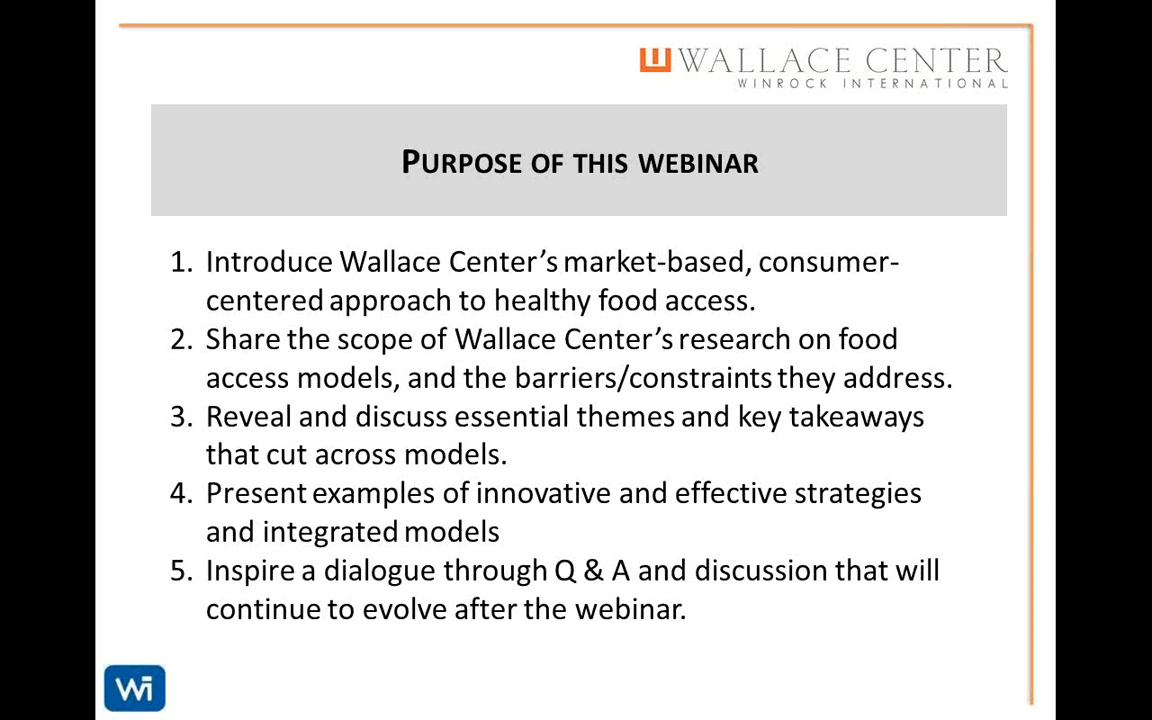 WALLACE CENTER
WINROCK INTERNATIONAL
PURPOSE OF THIS WEBINAR
1. Introduce Wallace Center’s market-based, consumer-
centered approach to healthy food access.
2. Share the scope of Wallace Center’s research on food
access models, and the barriers/constraints they address.
3. Reveal and discuss essential themes and key takeaways
that cut across models.
4. Present examples of innovative and effective strategies
and integrated models
5. Inspire a dialogue through Q & A and discussion that will
continue to evolve after the webinar.
Wi